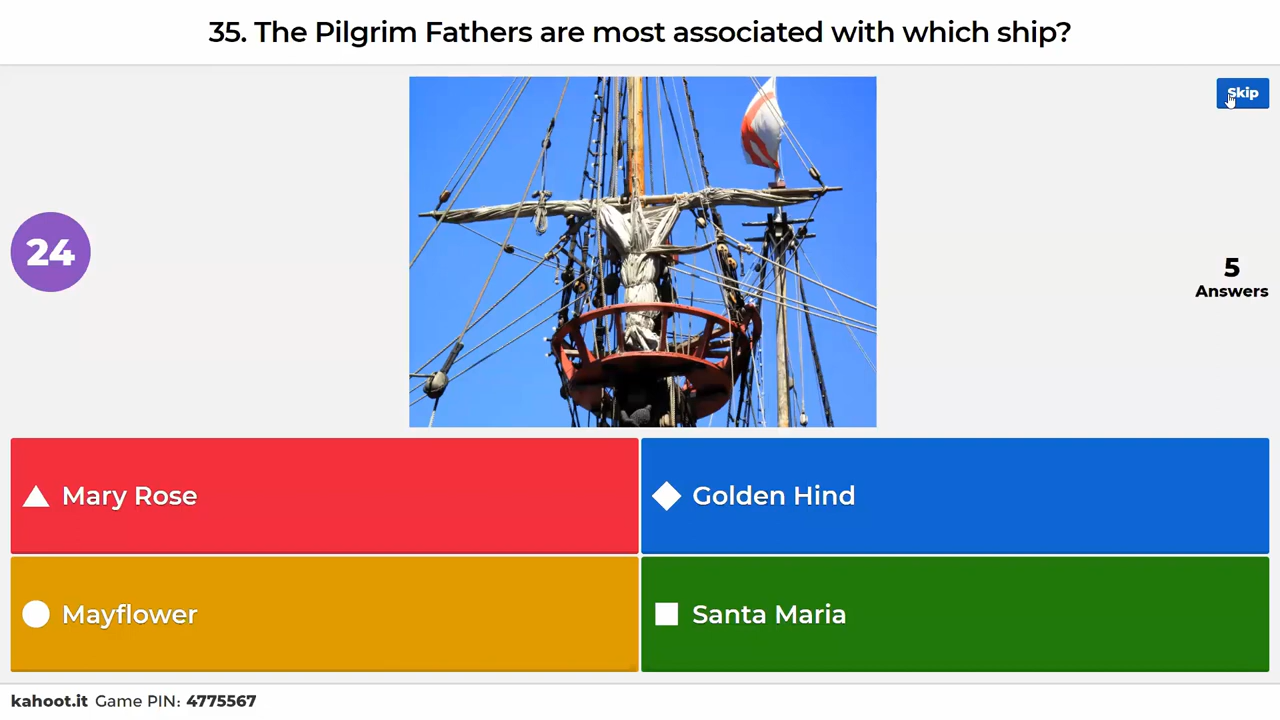 35. The Pilgrim Fathers are most associated with which ship?
Skip
24
5
Answers
Mary Rose
Golden Hind
Mayflower
Santa Maria
kahoot.it Game PIN: 4775567